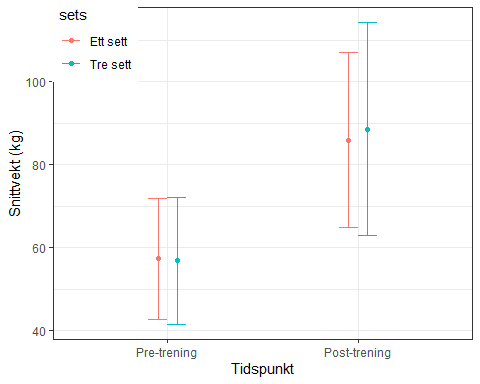 sets
Ett sett
Tre sett
Snittvekt (kg)
100
80
60
40
Pre-trening
Post-trening
Tidspunkt